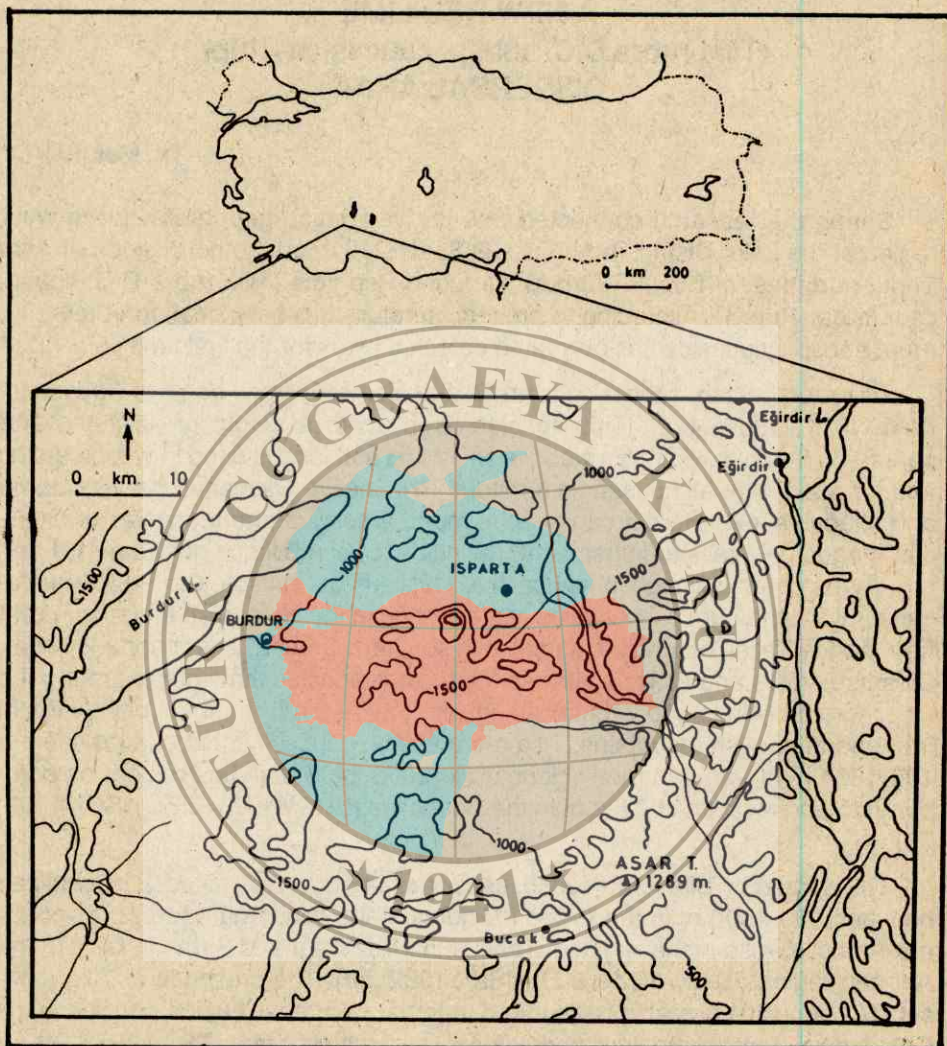 0 km 200
N
0 km. 10
Eğirdir L.
Eğirdir
1000
1500
1000
1500
ISPARTA
Burdur L.
BURDUR
1500
1000
1500
ASAR T.
1289 m.
Bucak
500
TÜRK COĞRAFYA KURUMU
★ 1941 ★